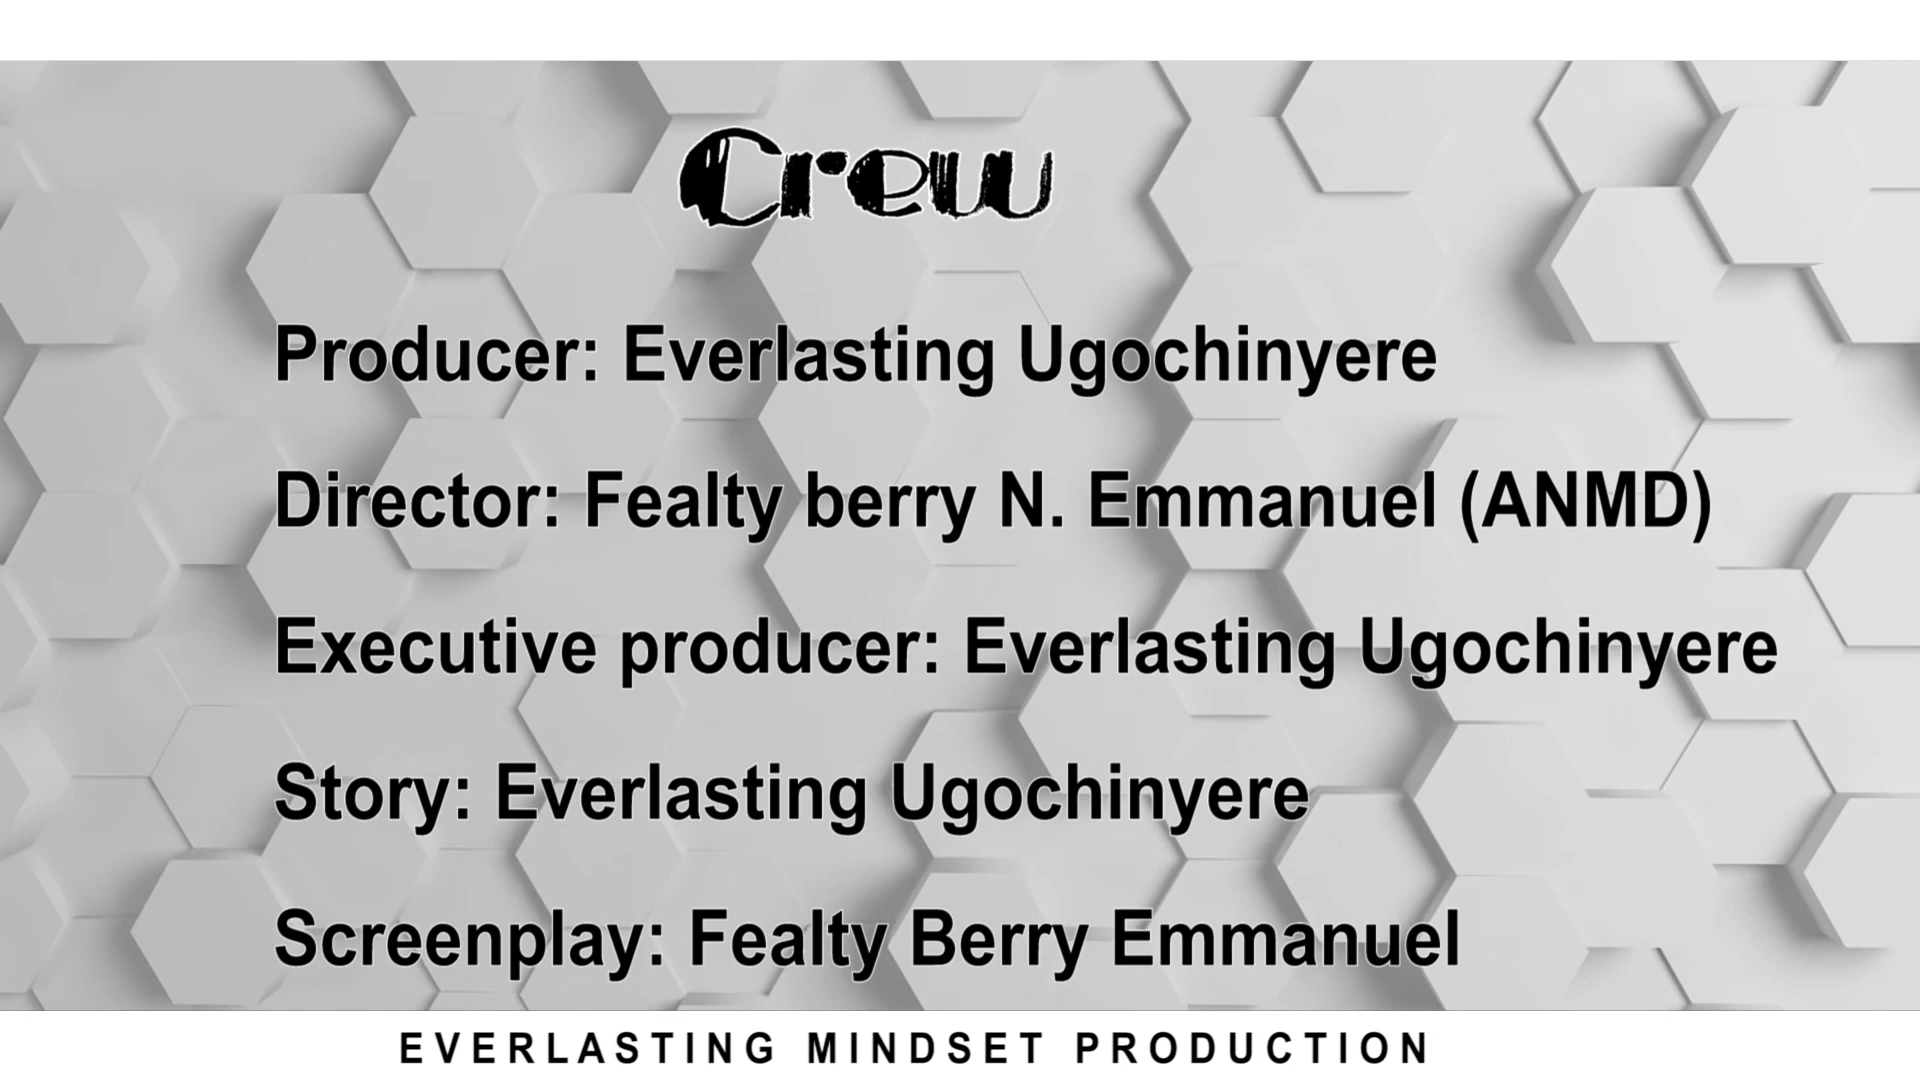 Crew
Producer: Everlasting Ugochinyere
Director: Fealty berry N. Emmanuel (ANMD)
Executive producer: Everlasting Ugochinyere
Story: Everlasting Ugochinyere
Screenplay: Fealty Berry Emmanuel
EVERLASTING MINDSET PRODUCTION